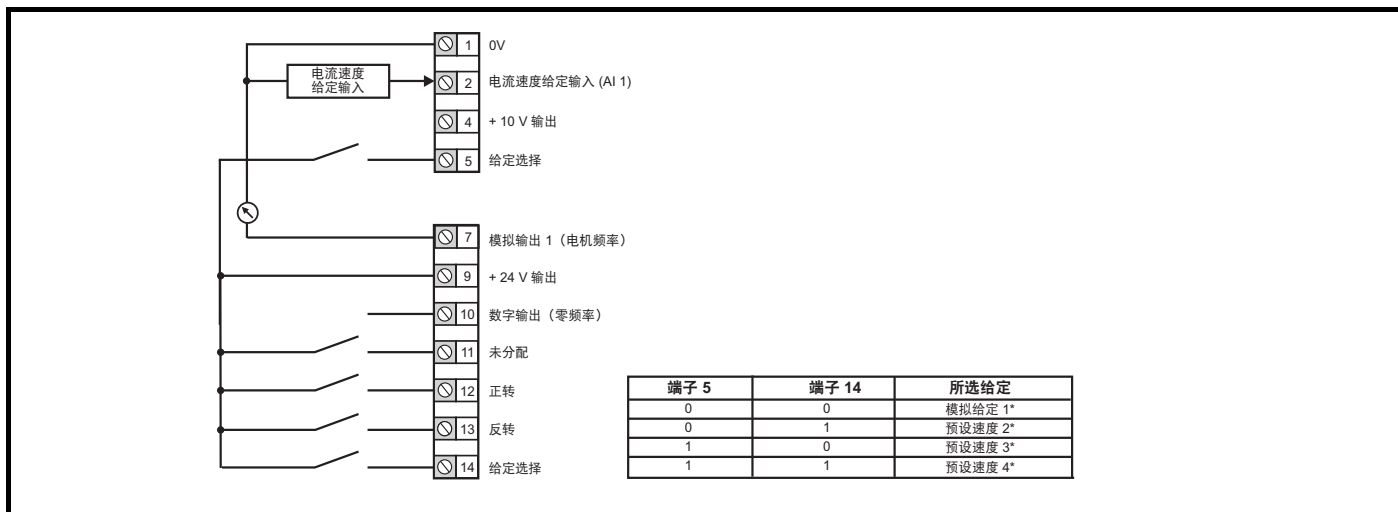 1 0V
电流速度
给定输入
2 电流速度给定输入 (AI 1)
4 + 10 V 输出
5 给定选择
7 模拟输出 1（电机频率）
9 + 24 V 输出
10 数字输出（零频率）
11 未分配
12 正转
13 反转
14 给定选择
端子 5 端子 14 所选给定
0 0 模拟给定 1*
0 1 预设速度 2*
1 0 预设速度 3*
1 1 预设速度 4*